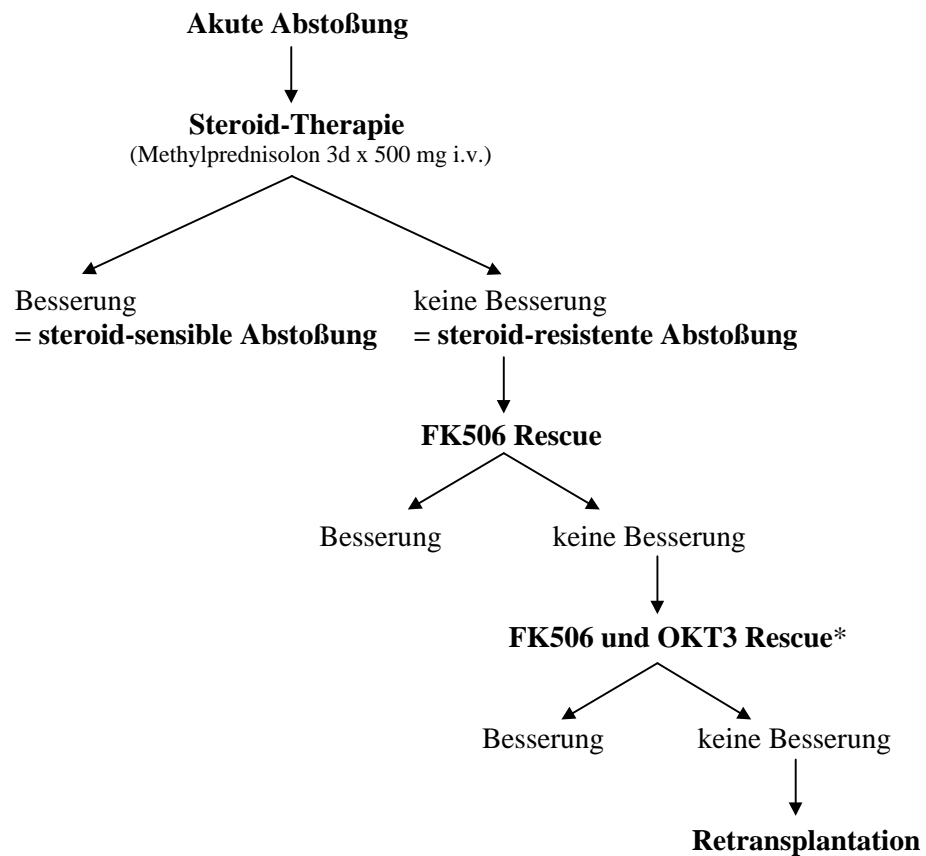 Akute Abstoßung
Steroid-Therapie
(Methylprednisolon 3d x 500 mg i.v.)
Besserung
= steroid-sensible Abstoßung
keine Besserung
= steroid-resistente Abstoßung
FK506 Rescue
Besserung
keine Besserung
FK506 und OKT3 Rescue*
Besserung
keine Besserung
Retransplantation